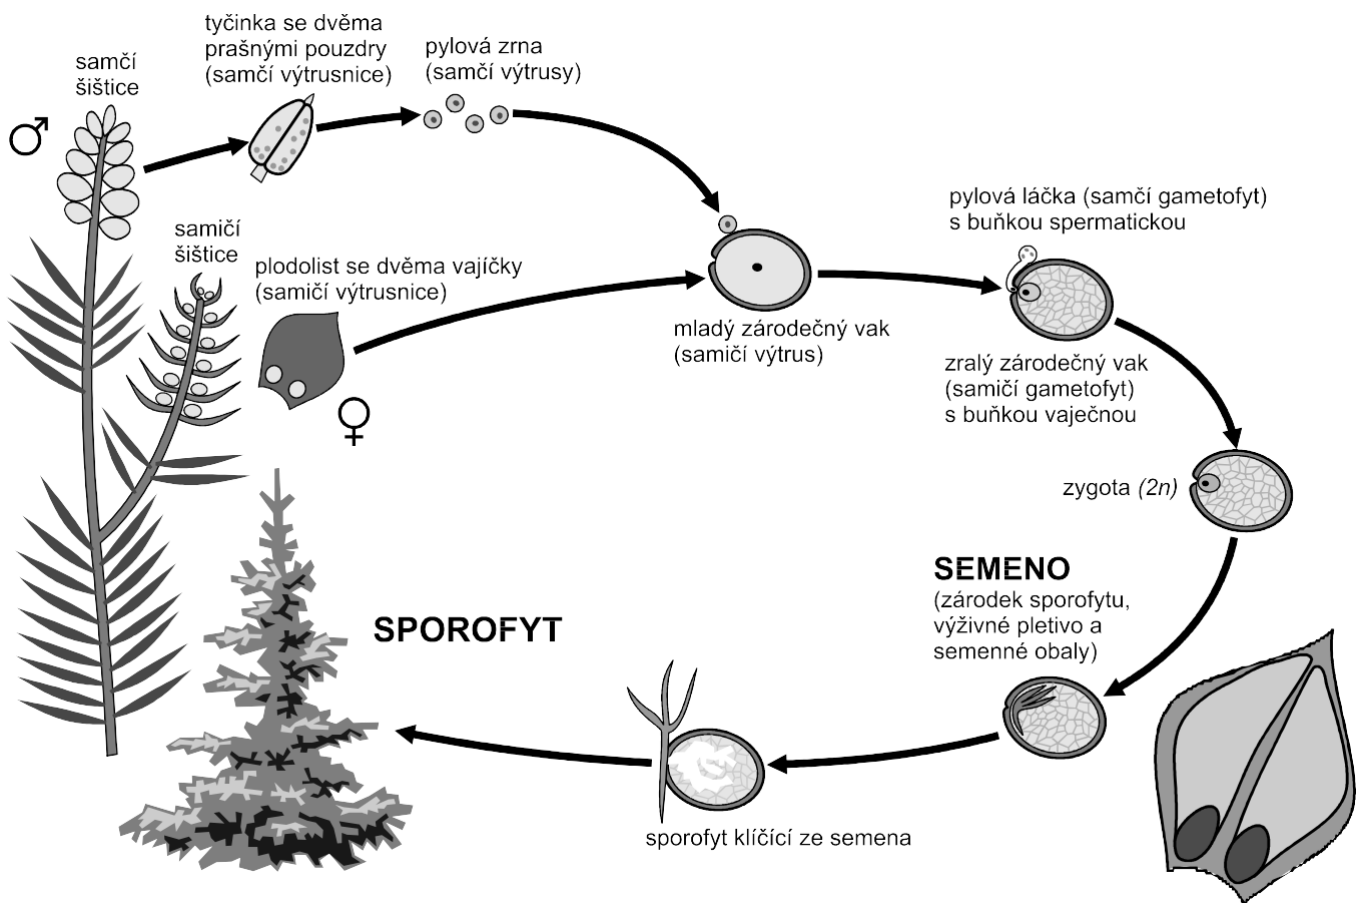 samčí
šištice
tyčinka se dvěma
prašnými pouzdry
(samčí výtrusnice)
pylová zrna
(samčí výtrusy)
♂
samičí
šištice
plodolist se dvěma vajíčky
(samičí výtrusnice)
♀
mladý zárodečný vak
(samičí výtrus)
pylová láčka (samčí gametofyt)
s buňkou spermatickou
zralý zárodečný vak
(samičí gametofyt)
s buňkou vaječnou
zygota (2n)
SEMENO
(zárodek sporofytu,
výživné pletivo a
semenné obaly)
SPOROFYT
sporofyt klíčící ze semena